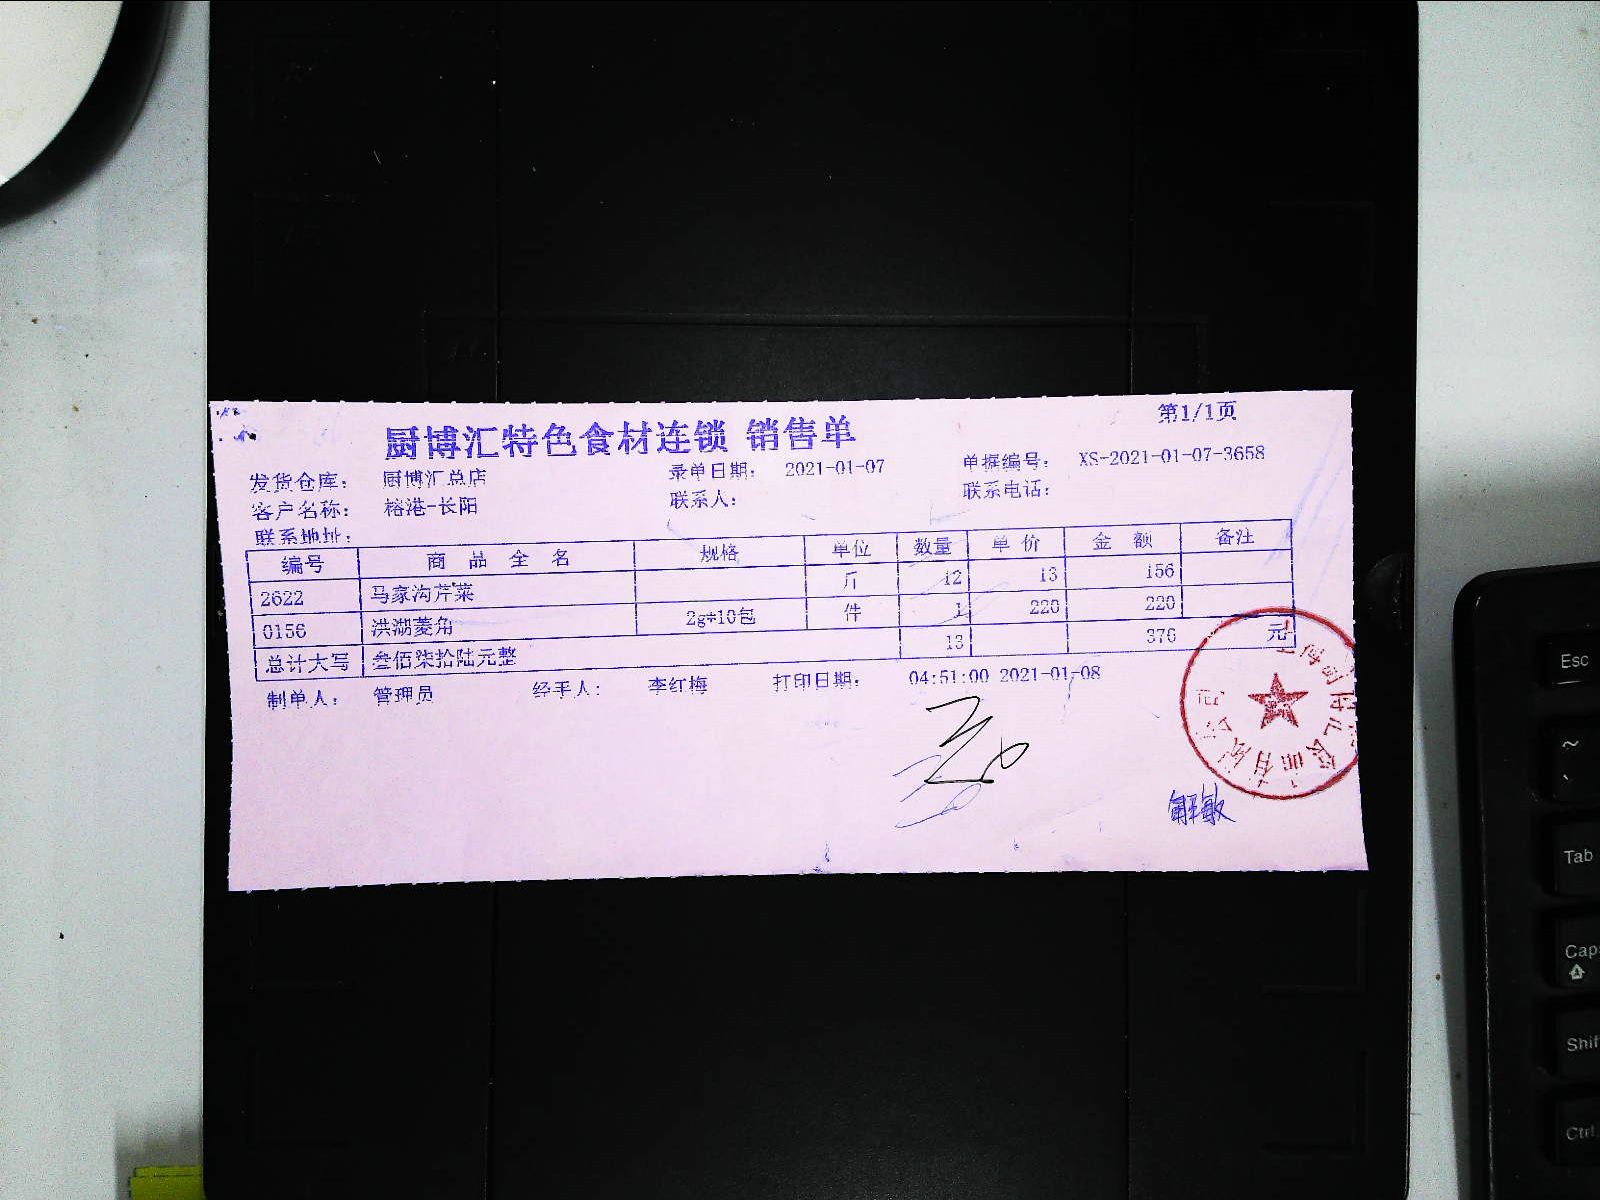 第1/1页
厨博汇特色食材连锁 销售单
发货仓库： 厨博汇总店 录单日期： 2021-01-07 单据编号： XS-2021-01-07-3658
客户名称： 榕港-长阳 联系人： 联系电话：
联系地址：
编号 商 品 全 名 规格 单位 数量 单 价 金 额 备注
2622 马家沟芹菜 斤 12 13 156
0156 洪湖菱角 2g*10包 件 1 220 220
总计大写 叁佰柒拾陆元整 13 376 元
制单人： 管理员 经手人： 李红梅 打印日期： 04:51:00 2021-01-08
解敏
Esc
~
Tab
Caps
Shift
Ctrl